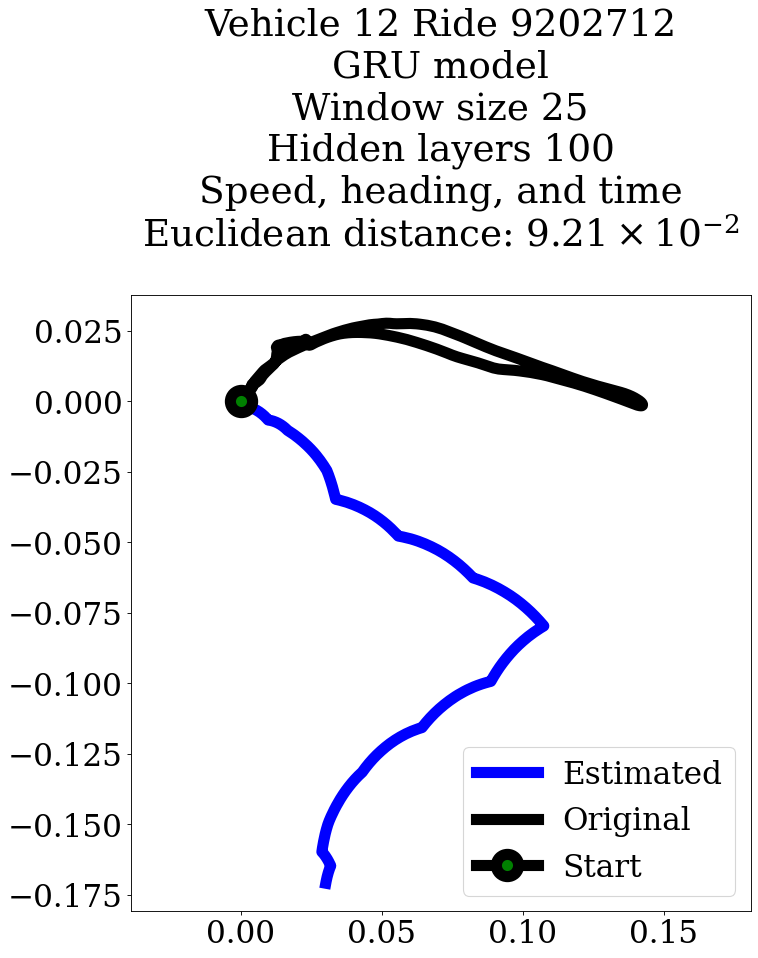 Vehicle 12 Ride 9202712
GRU model
Window size 25
Hidden layers 100
Speed, heading, and time
Euclidean distance: 9.21 × 10⁻²
0.025
0.000
−0.025
−0.050
−0.075
−0.100
−0.125
−0.150
−0.175
Estimated
Original
Start
0.00 0.05 0.10 0.15